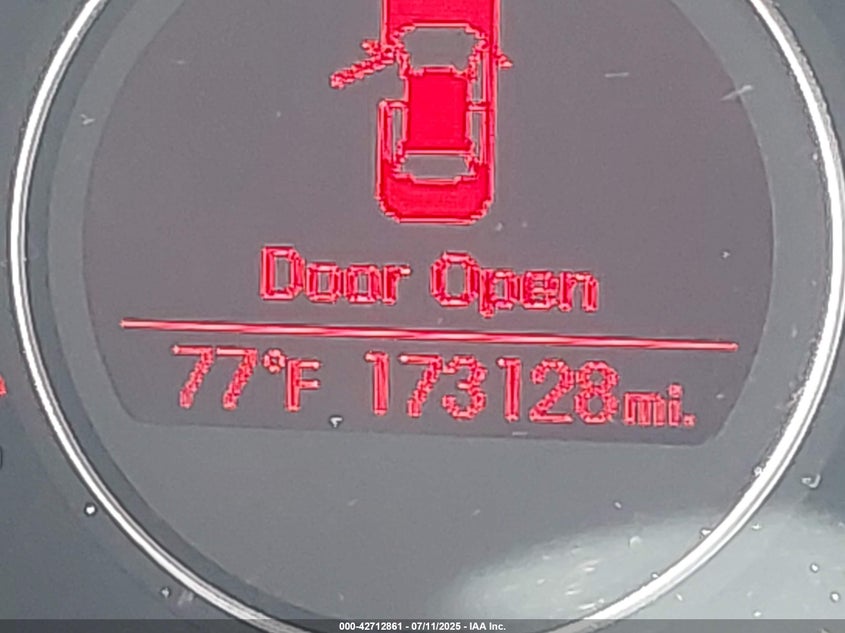 Door Open
77°F 173128mi.
000-42712861 - 07/11/2025 - IAA Inc.